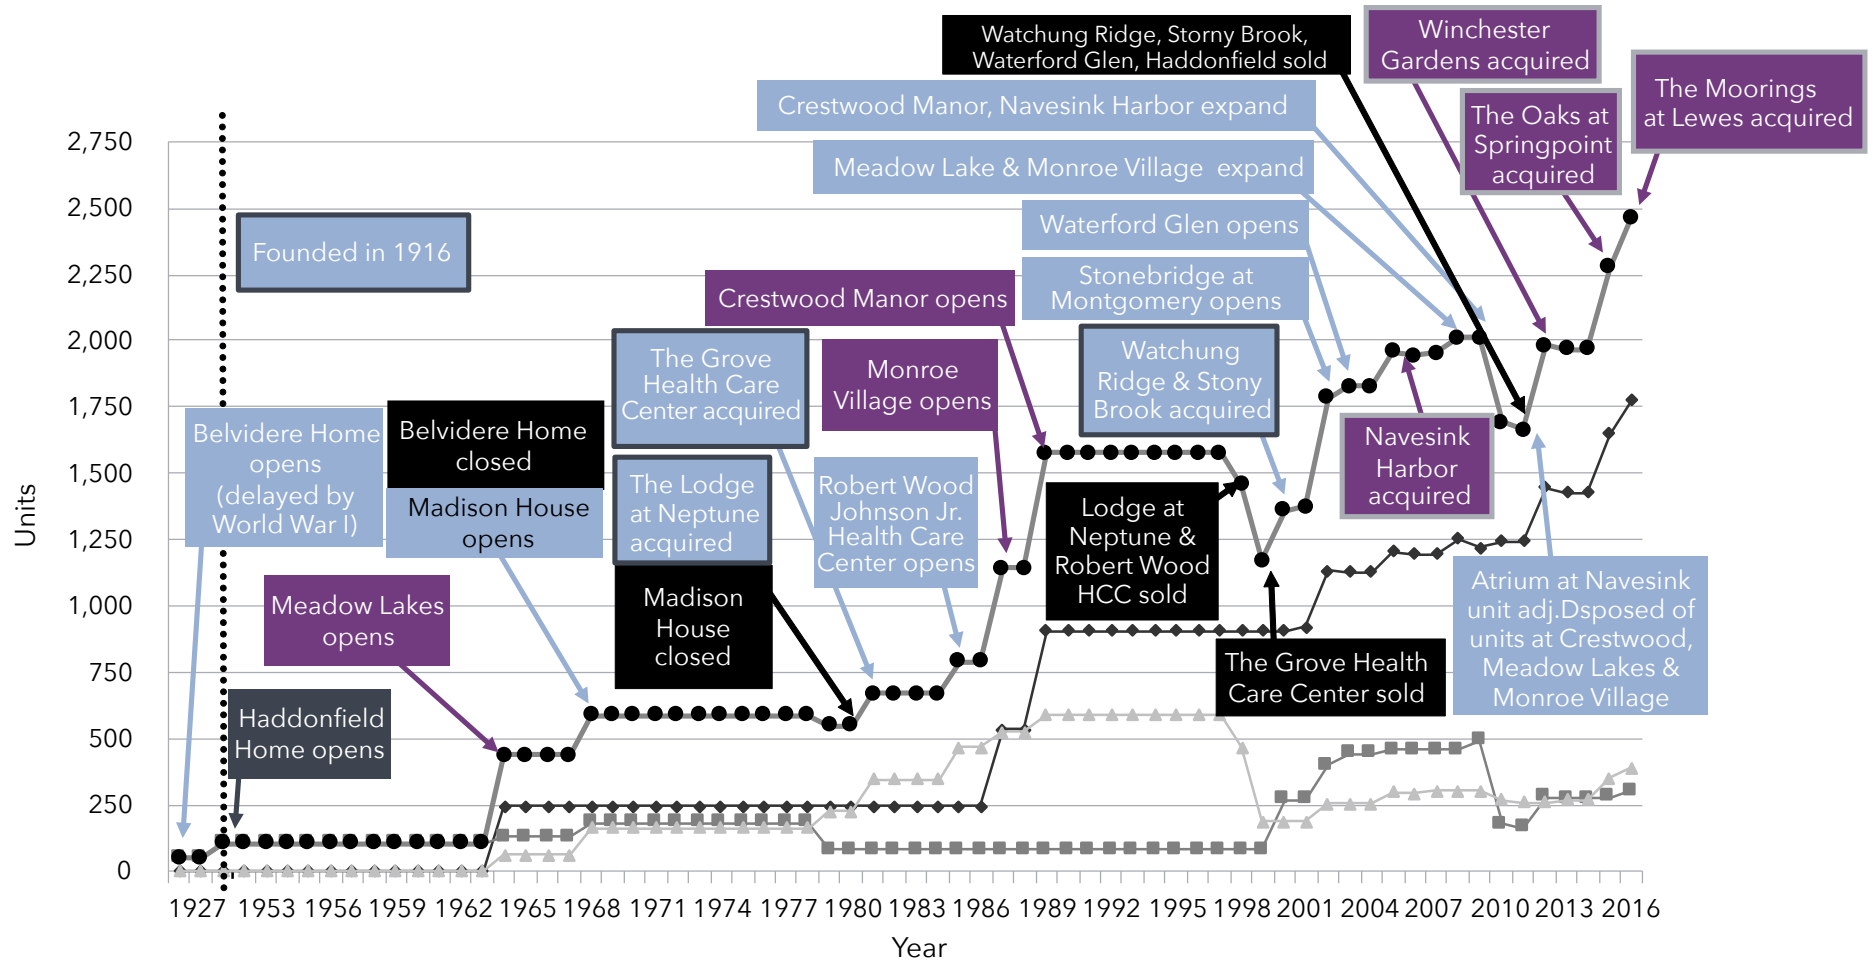 Watchung Ridge, Storny Brook,
Waterford Glen, Haddonfield sold
Winchester
Gardens acquired
The Moorings
at Lewes acquired
Crestwood Manor, Navesink Harbor expand
The Oaks at
Springpoint
acquired
Meadow Lake & Monroe Village  expand
Waterford Glen opens
Founded in 1916
Stonebridge at
Montgomery opens
Crestwood Manor opens
The Grove
Health Care
Center acquired
Monroe
Village opens
Watchung
Ridge & Stony
Brook acquired
Belvidere Home
opens
(delayed by
World War I)
Belvidere Home
closed
Madison House
opens
The Lodge
at Neptune
acquired
Robert Wood
Johnson Jr.
Health Care
Center opens
Navesink
Harbor
acquired
Lodge at
Neptune &
Robert Wood
HCC sold
Meadow Lakes
opens
Madison
House
closed
Atrium at Navesink
unit adj.Dsposed of
units at Crestwood,
Meadow Lakes &
Monroe Village
The Grove Health
Care Center sold
Haddonfield
Home opens
Units
2,750
2,500
2,250
2,000
1,750
1,500
1,250
1,000
750
500
250
0
1927 1953 1956 1959 1962 1965 1968 1971 1974 1977 1980 1983 1986 1989 1992 1995 1998 2001 2004 2007 2010 2013 2016
Year